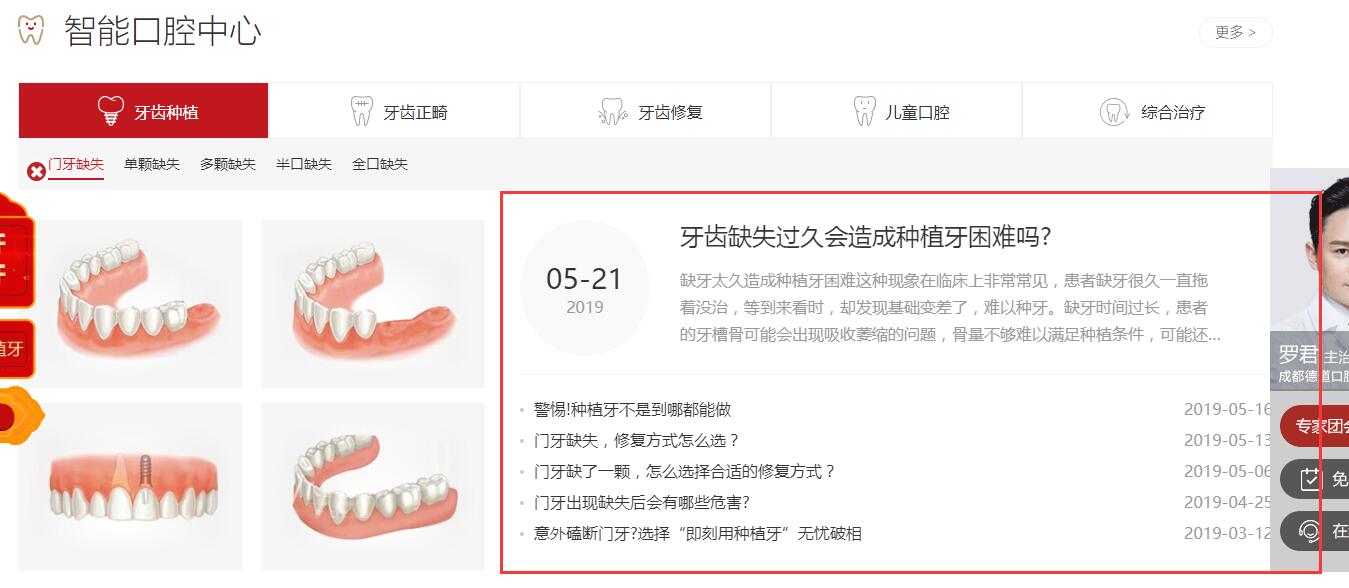 智能口腔中心
更多 >
牙齿种植
牙齿正畸
牙齿修复
儿童口腔
综合治疗
门牙缺失
单颗缺失
多颗缺失
半口缺失
全口缺失
植牙
05-21
2019
牙齿缺失过久会造成种植牙困难吗?
缺牙太久造成种植牙困难这种现象在临床上非常常见，患者缺牙很久一直拖
着没治，等到来看时，却发现基础变差了，难以种牙。缺牙时间过长，患者
的牙槽骨可能会出现吸收萎缩的问题，骨量不够难以满足种植条件，可能还...
警惕!种植牙不是到哪都能做
2019-05-16
门牙缺失，修复方式怎么选？
2019-05-13
门牙缺了一颗，怎么选择合适的修复方式？
2019-05-06
门牙出现缺失后会有哪些危害?
2019-04-25
意外磕断门牙?选择“即刻用种植牙”无忧破相
2019-03-12
罗君 主治
成都德道口腔
专家团
免
在